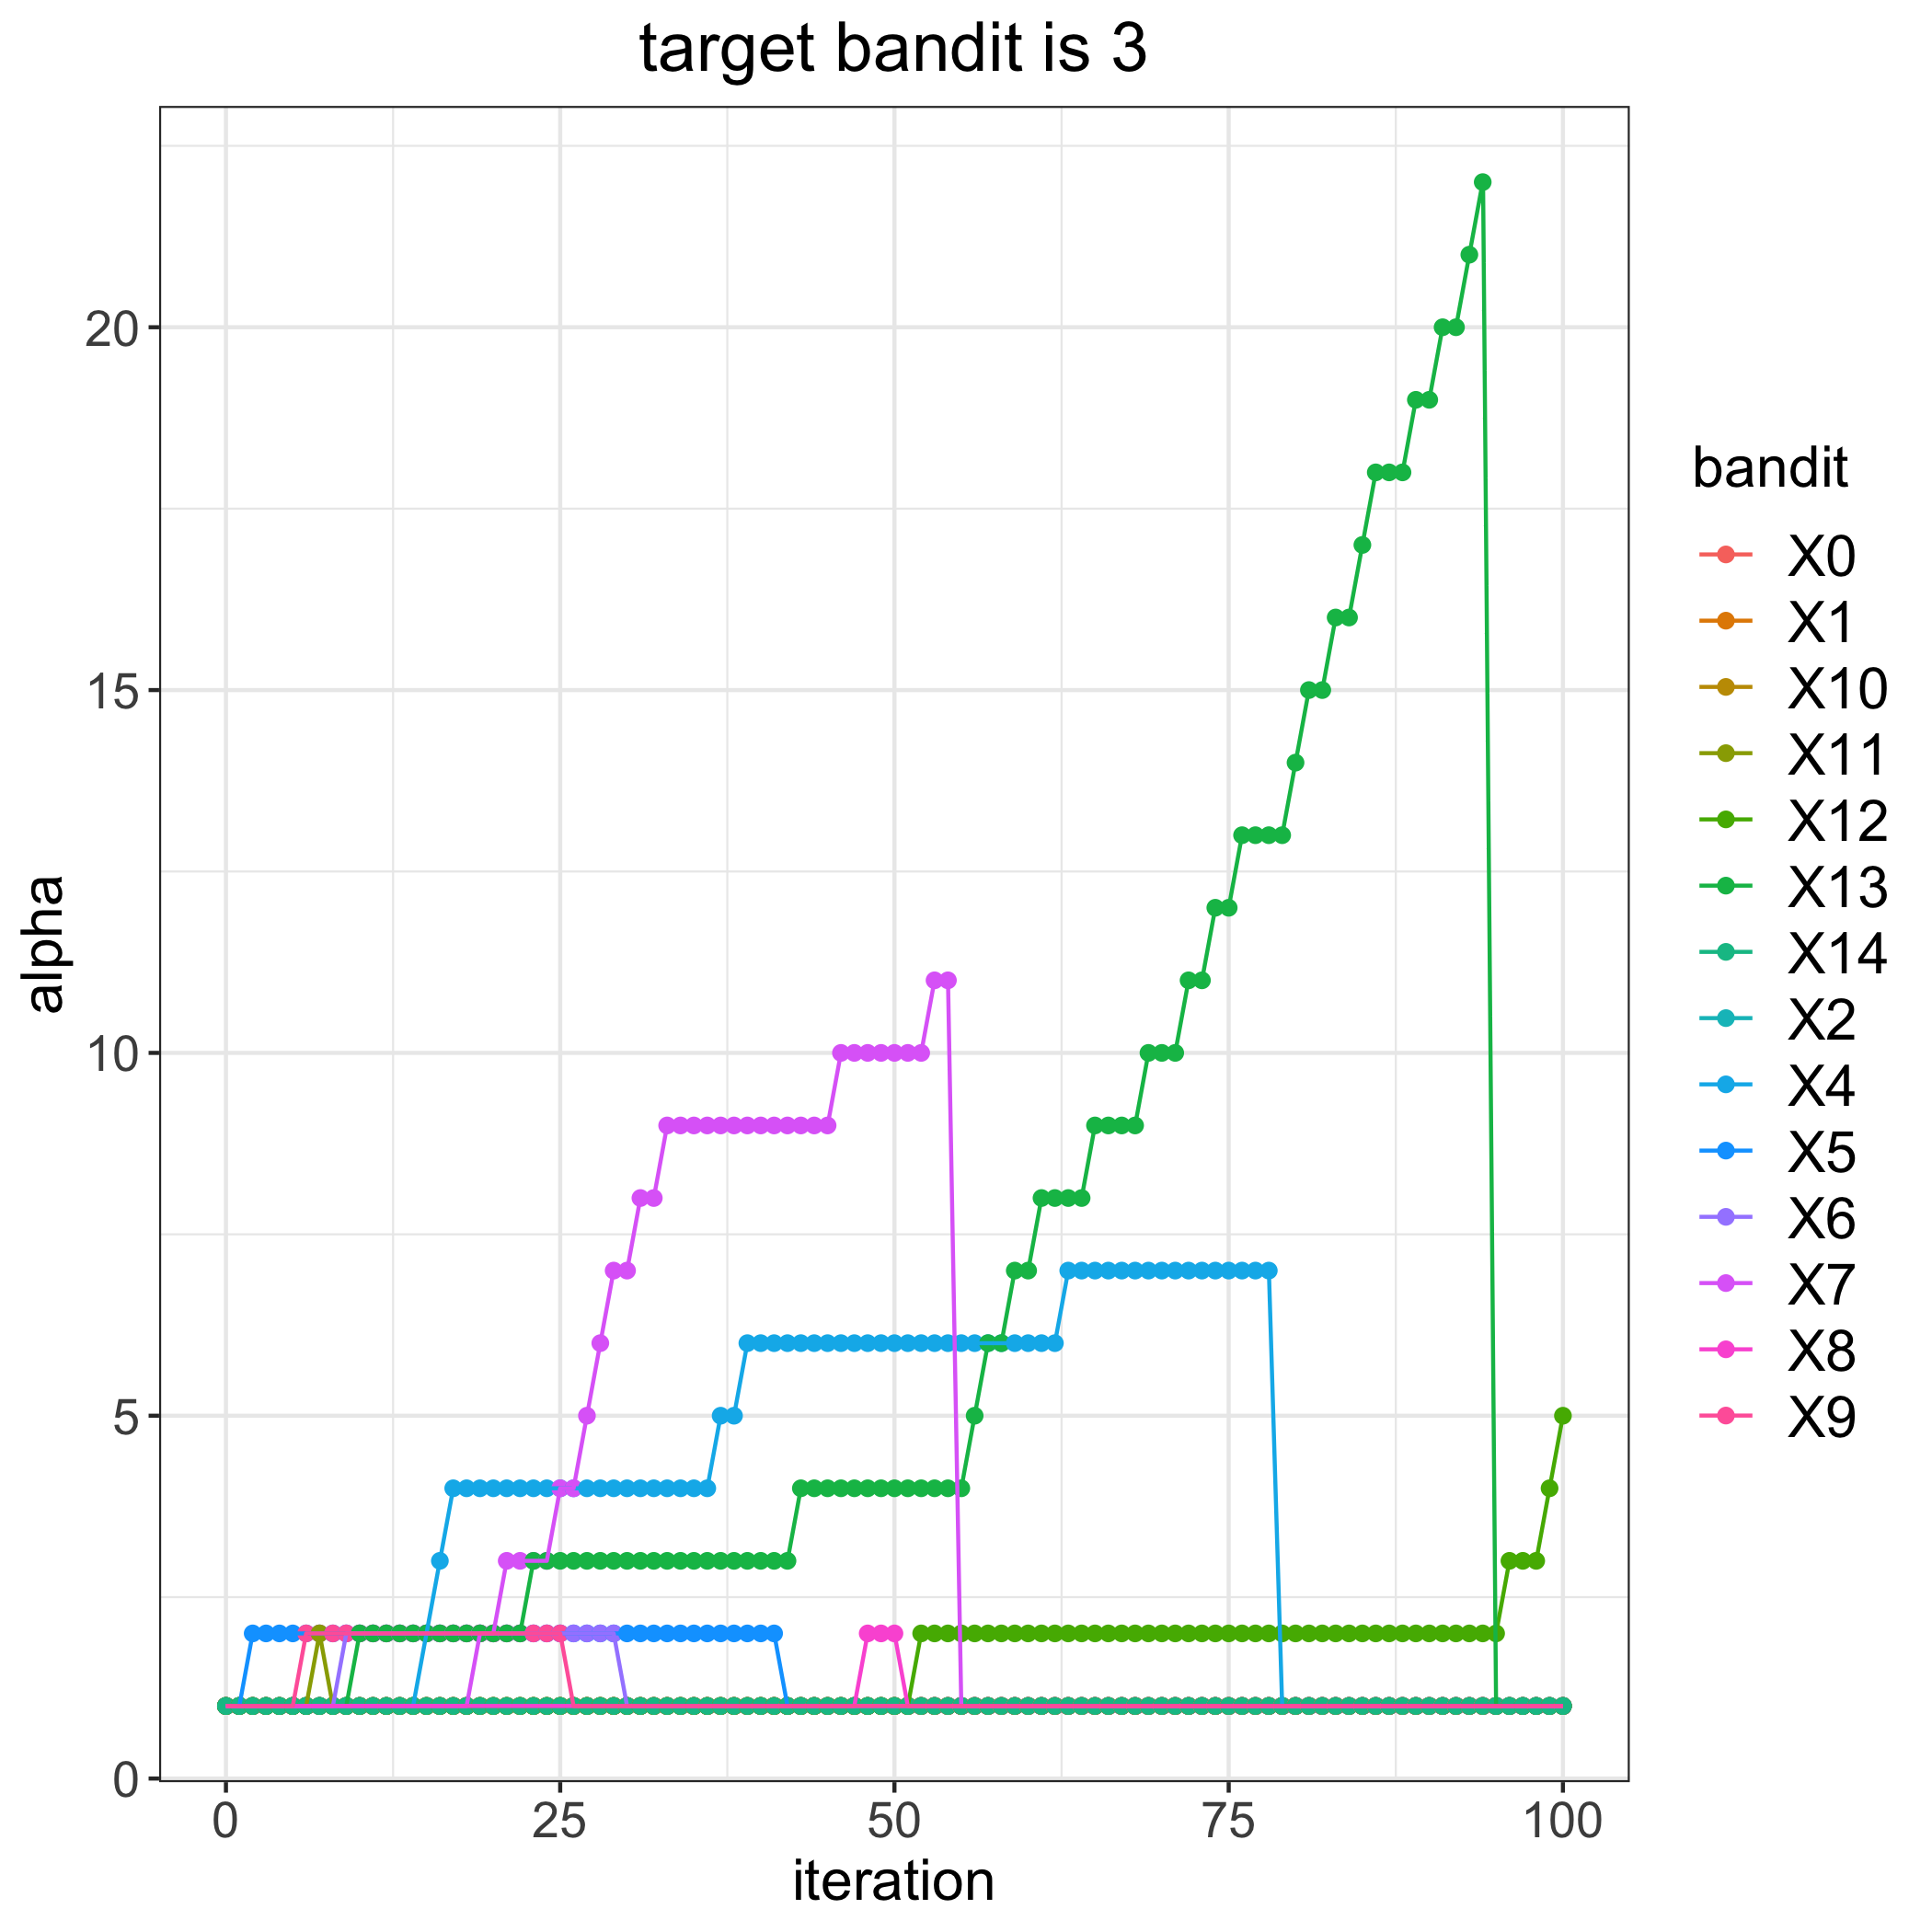 target bandit is 3
alpha
20
15
10
5
0
0 25 50 75 100
iteration
bandit
X0
X1
X10
X11
X12
X13
X14
X2
X4
X5
X6
X7
X8
X9